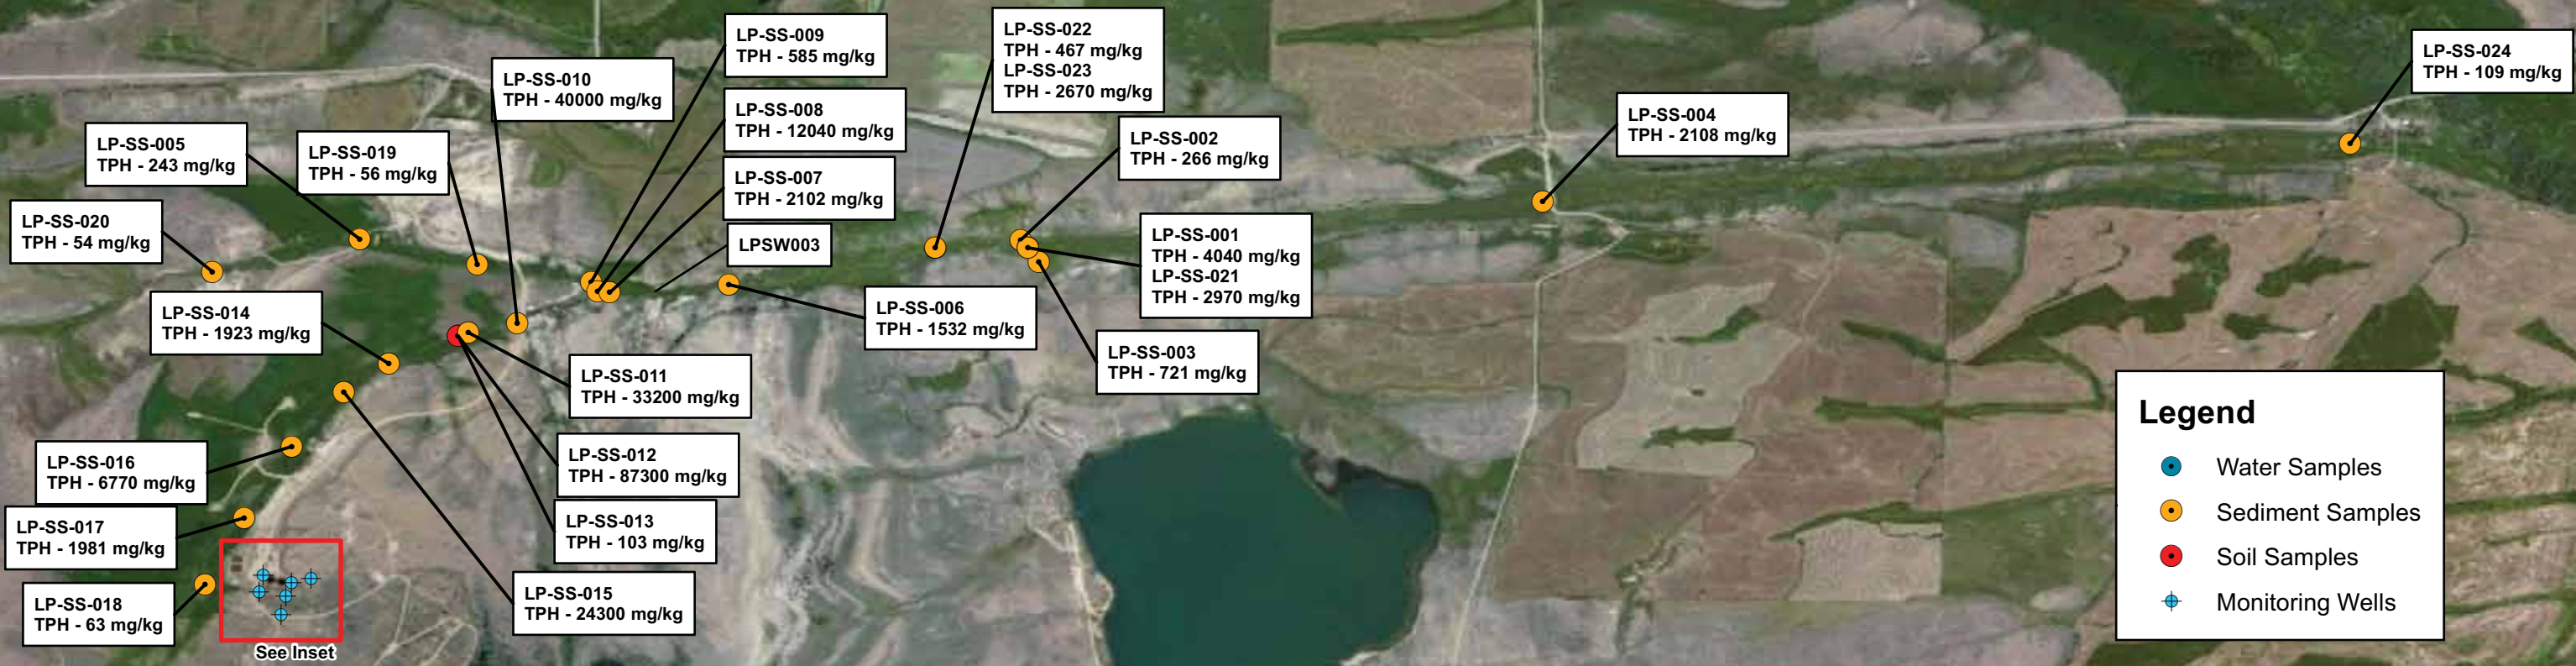 LP-SS-009
TPH - 585 mg/kg
LP-SS-022
TPH - 467 mg/kg
LP-SS-023
TPH - 2670 mg/kg
LP-SS-024
TPH - 109 mg/kg
LP-SS-010
TPH - 40000 mg/kg
LP-SS-008
TPH - 12040 mg/kg
LP-SS-004
TPH - 2108 mg/kg
LP-SS-002
TPH - 266 mg/kg
LP-SS-005
TPH - 243 mg/kg
LP-SS-019
TPH - 56 mg/kg
LP-SS-007
TPH - 2102 mg/kg
LP-SS-020
TPH - 54 mg/kg
LPSW003
LP-SS-001
TPH - 4040 mg/kg
LP-SS-021
TPH - 2970 mg/kg
LP-SS-014
TPH - 1923 mg/kg
LP-SS-006
TPH - 1532 mg/kg
LP-SS-003
TPH - 721 mg/kg
LP-SS-011
TPH - 33200 mg/kg
LP-SS-012
TPH - 87300 mg/kg
LP-SS-016
TPH - 6770 mg/kg
LP-SS-013
TPH - 103 mg/kg
LP-SS-017
TPH - 1981 mg/kg
LP-SS-015
TPH - 24300 mg/kg
LP-SS-018
TPH - 63 mg/kg
See Inset
Legend
Water Samples
Sediment Samples
Soil Samples
Monitoring Wells